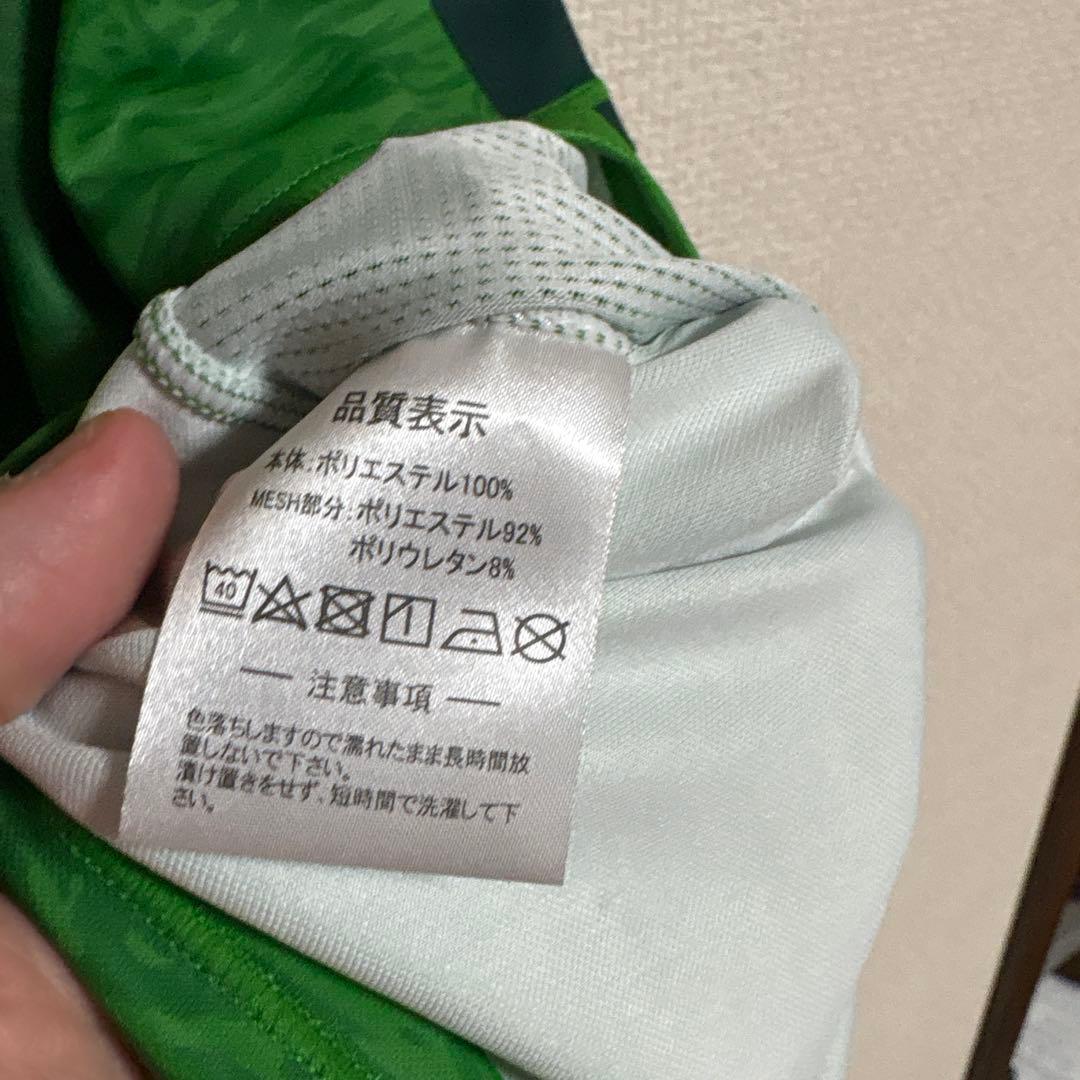 品質表示
本体:ポリエステル100%
MESH部分:ポリエステル92%
ポリウレタン8%
40
注意事項
色落ちしますので濡れたまま長時間放
置しないで下さい。
漬け置きをせず、短時間で洗濯して下
さい。